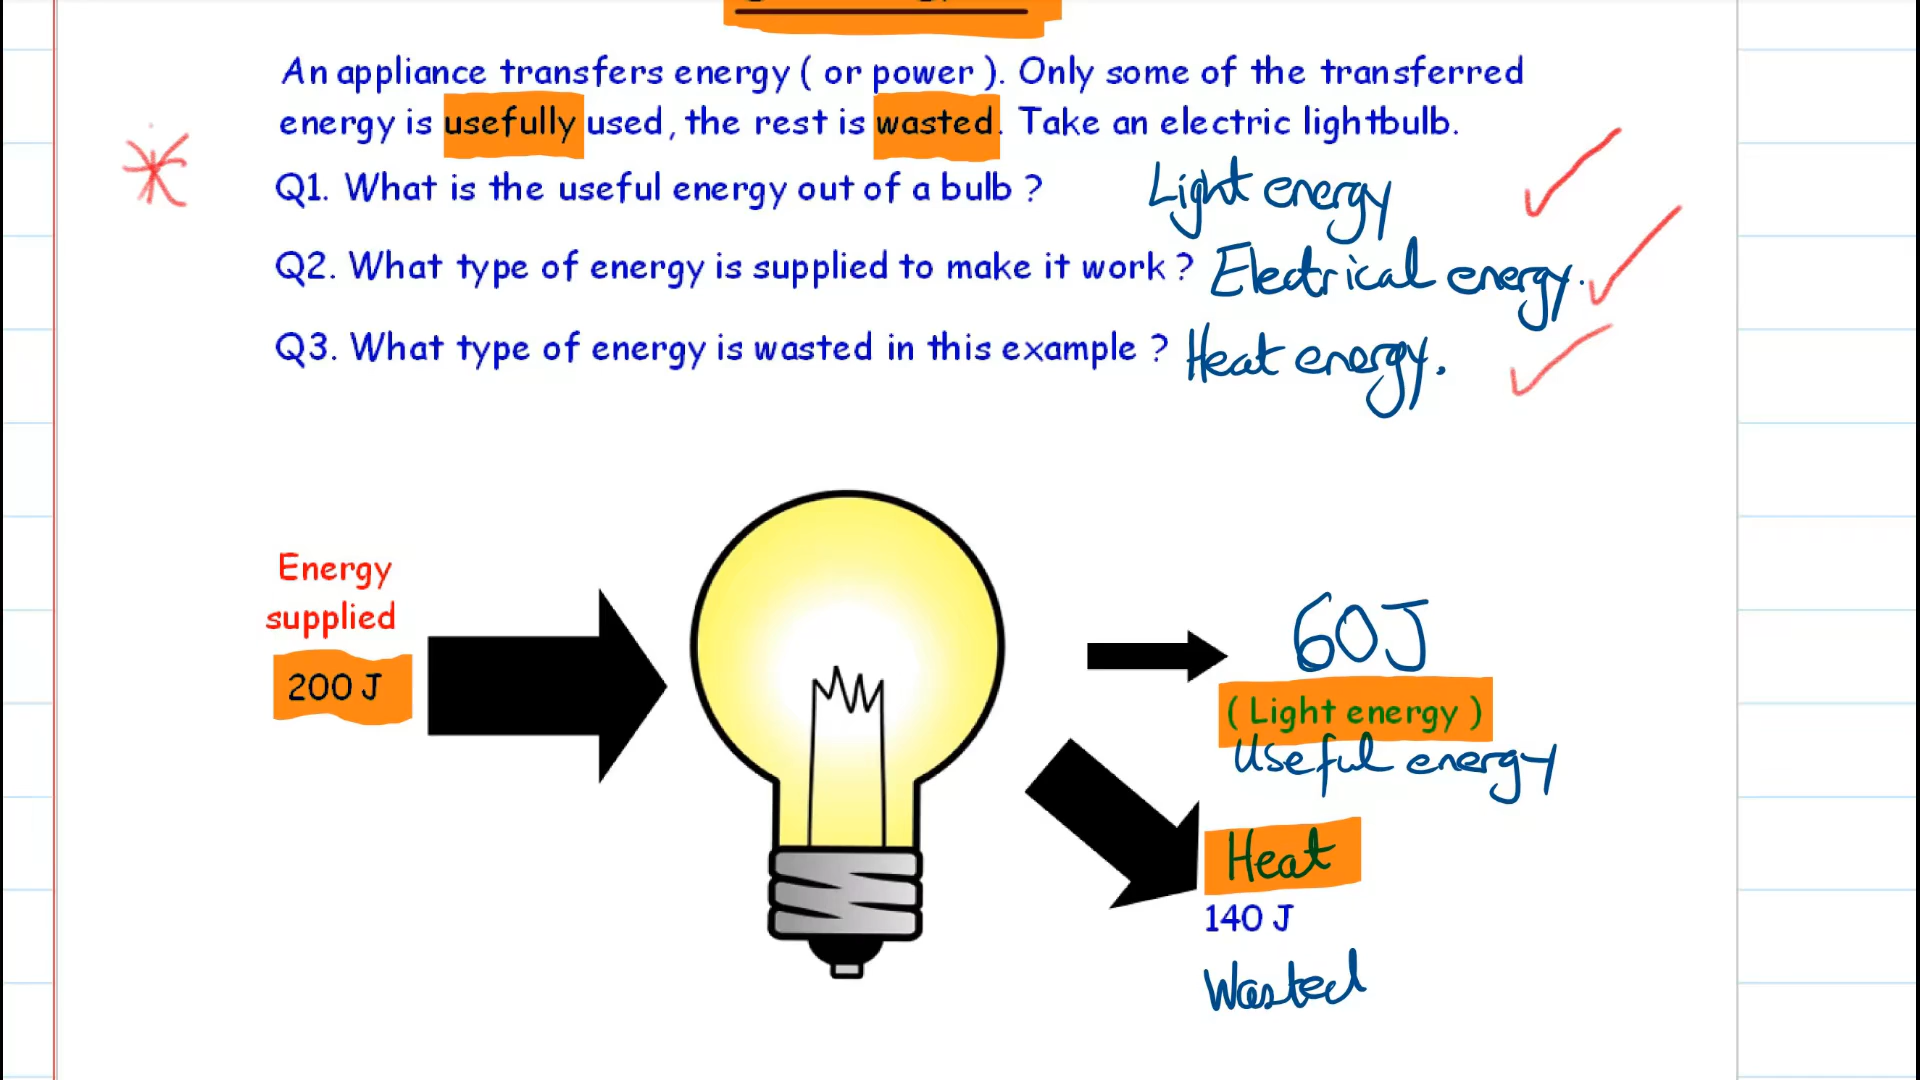 An appliance transfers energy ( or power ). Only some of the transferred
energy is usefully used, the rest is wasted. Take an electric lightbulb.
Q1. What is the useful energy out of a bulb ? Light energy
Q2. What type of energy is supplied to make it work ? Electrical energy.
Q3. What type of energy is wasted in this example ? Heat energy.
Energy
supplied
200 J
60J
( Light energy )
Useful energy
Heat
140 J
Wasted